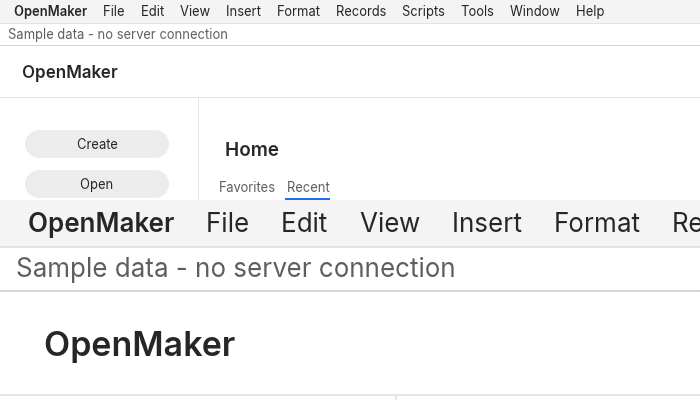 OpenMaker File Edit View Insert Format Records Scripts Tools Window Help
Sample data - no server connection
OpenMaker
Create
Home
Open
Favorites Recent
OpenMaker File Edit View Insert Format Re
Sample data - no server connection
OpenMaker